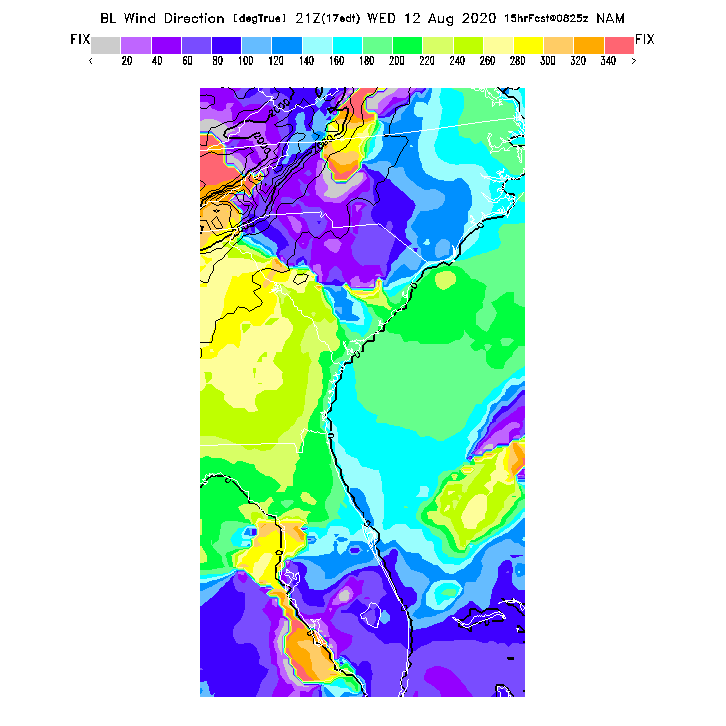 BL Wind Direction [degTrue] 21Z(17edt) WED 12 Aug 2020 15hrFcst@0825z NAM
FIX FIX
< 20 40 60 80 100 120 140 160 180 200 220 240 260 280 300 320 340 >
2000